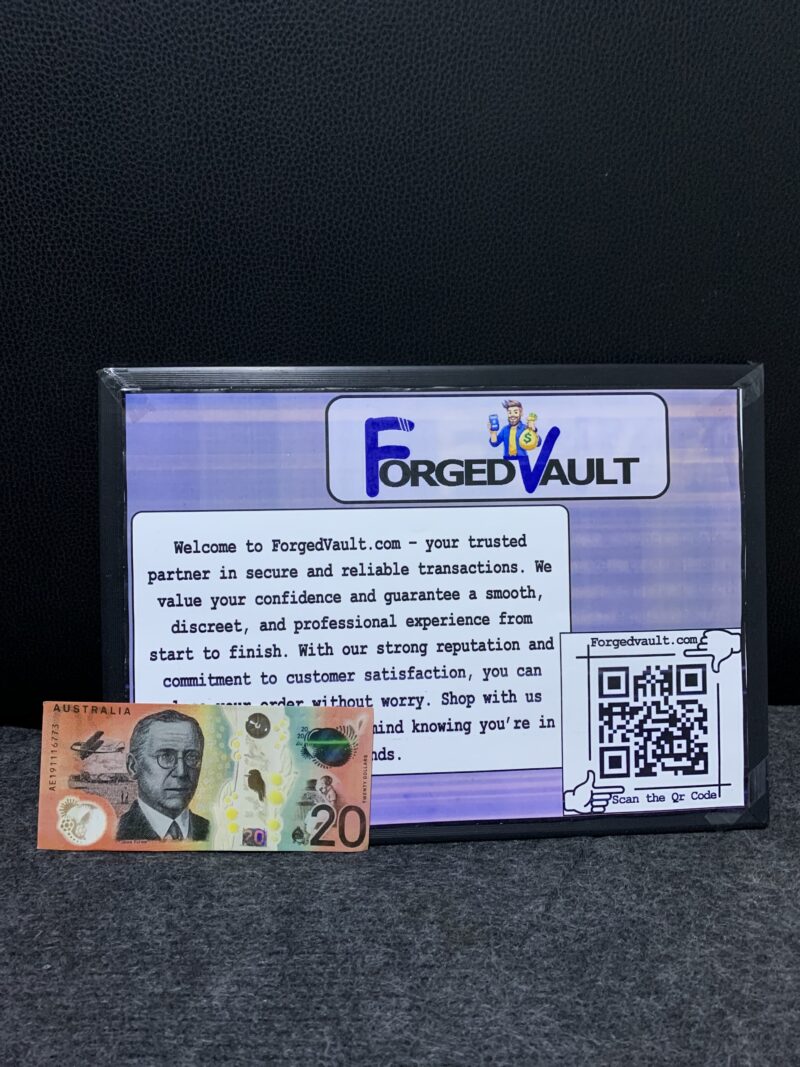 FORGEDVAULT
Welcome to ForgedVault.com – your trusted
partner in secure and reliable transactions. We
value your confidence and guarantee a smooth,
discreet, and professional experience from
start to finish. With our strong reputation and
commitment to customer satisfaction, you can
your order without worry. Shop with us
mind knowing you're in
Forgedvault.com
Scan the Qr Code
AUSTRALIA
AE191116773
TWENTY DOLLARS
20